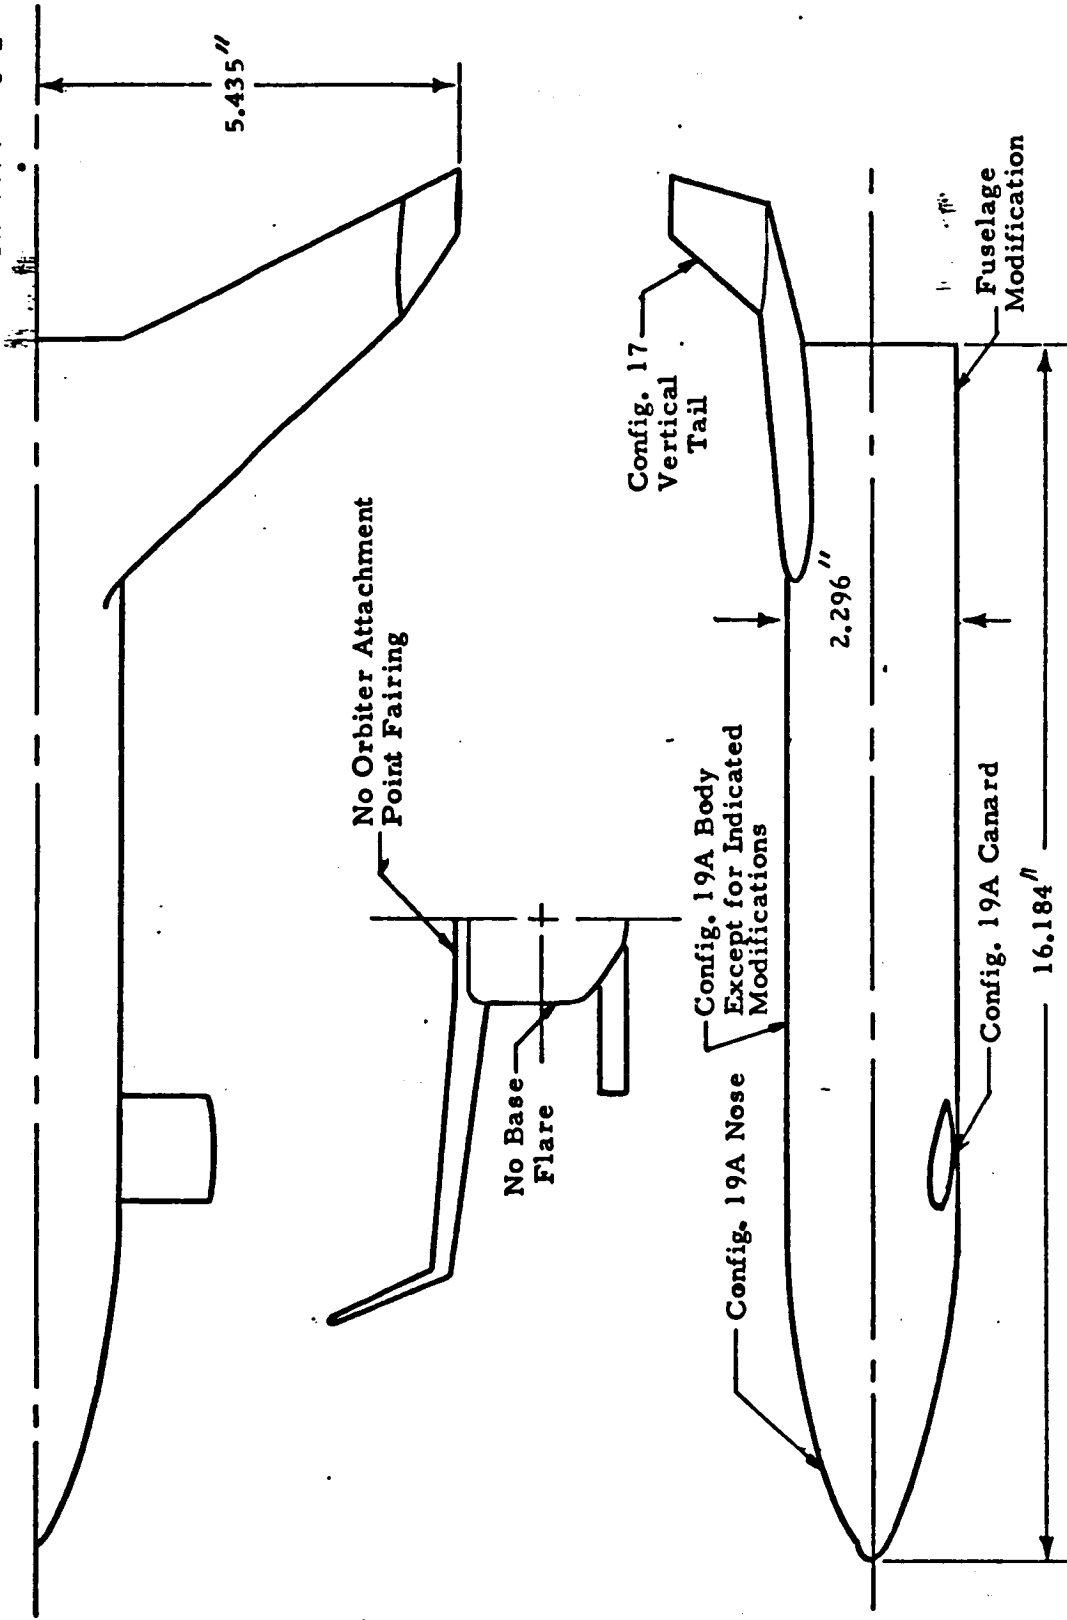 5.435"
No Orbiter Attachment
Point Fairing
No Base
Flare
Config. 17
Vertical
Tail
Config. 19A Nose
Config. 19A Body
Except for Indicated
Modifications
2.296"
Fuselage
Modification
Config. 19A Canard
16.184"